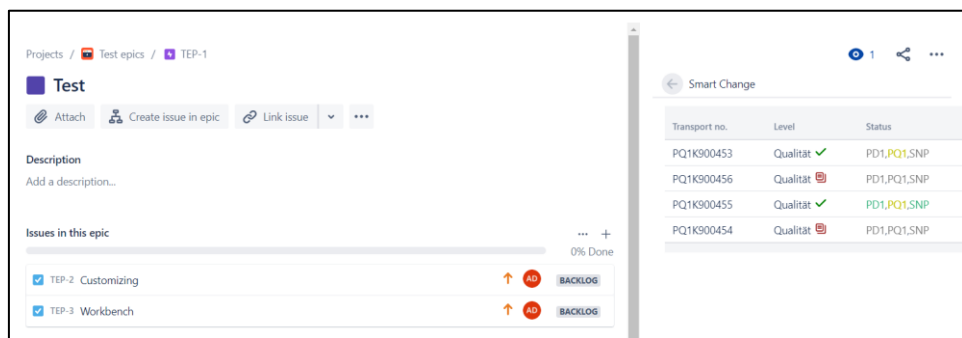 Projects / Test epics / TEP-1
Test
Attach Create issue in epic Link issue
Description
Add a description...
Issues in this epic
0% Done
TEP-2 Customizing AD BACKLOG
TEP-3 Workbench AD BACKLOG
1
Smart Change
Transport no. Level Status
PQ1K900453 Qualität PD1,PQ1,SNP
PQ1K900456 Qualität PD1,PQ1,SNP
PQ1K900455 Qualität PD1,PQ1,SNP
PQ1K900454 Qualität PD1,PQ1,SNP